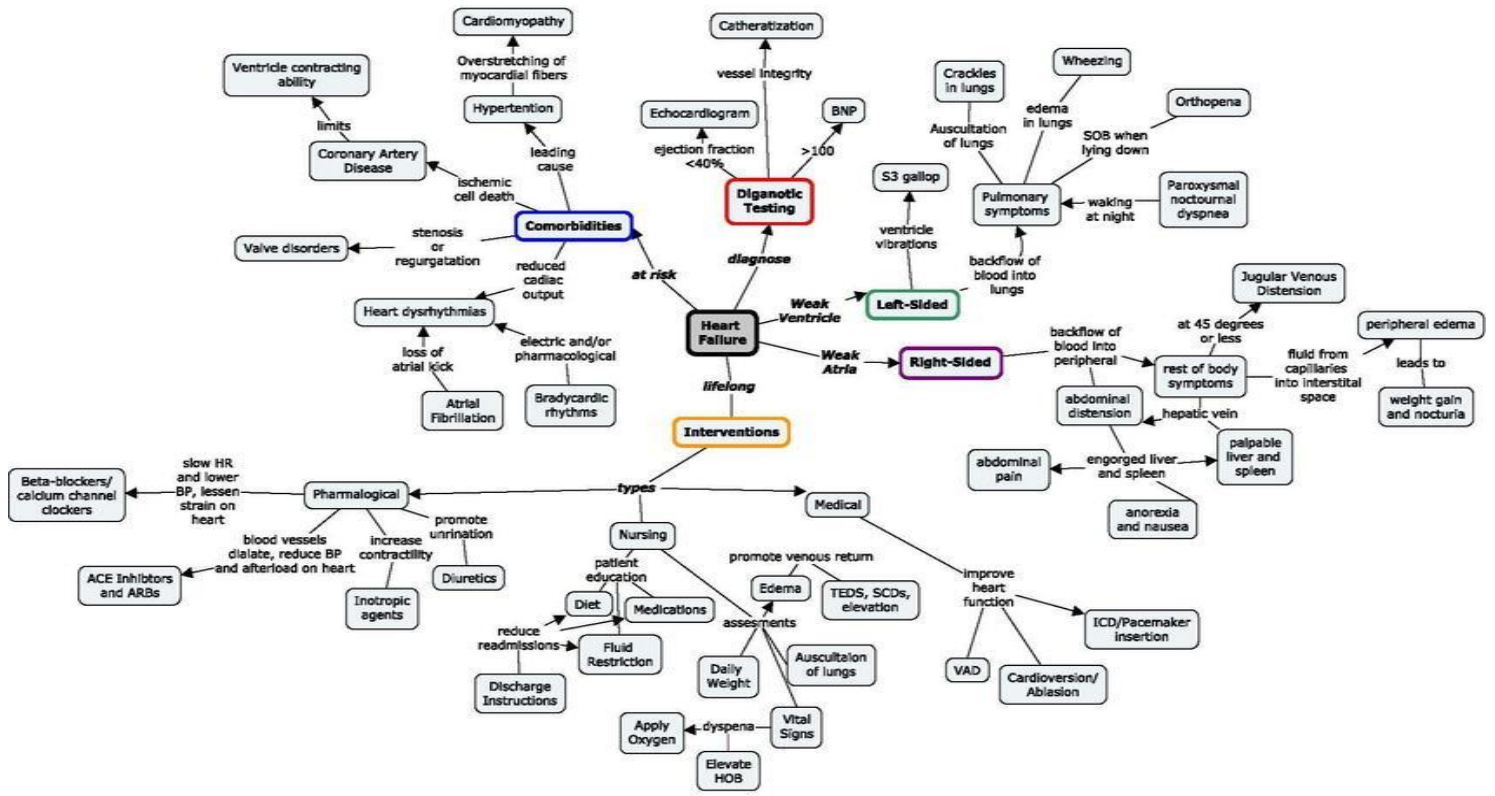 Cardiomyopathy
Overstretching of
myocardial fibers
Hypertention
leading
cause
Ventricle contracting
ability
limits
Coronary Artery
Disease
ischemic
cell death
Comorbidities
Valve disorders
stenosis
or
regurgatation
reduced
cadiac
output
Heart dysrhythmias
loss of
atrial kick
Atrial
Fibrillation
electric and/or
pharmacological
Bradycardic
rhythms
at risk
Catheratization
vessel integrity
Echocardiogram
ejection fraction
<40%
BNP
>100
Diganotic
Testing
diagnose
Heart
Failure
Weak
Ventricle
Left-Sided
S3 gallop
ventricle
vibrations
backflow of
blood into
lungs
Pulmonary
symptoms
Crackles
in lungs
Auscultation
of lungs
Wheezing
edema
in lungs
Orthopena
SOB when
lying down
Paroxysmal
noctournal
dyspnea
waking
at night
Weak
Atria
Right-Sided
backflow of
blood into
peripheral
rest of body
symptoms
Jugular Venous
Distension
at 45 degrees
or less
fluid from
capillaries
into interstital
space
peripheral edema
leads to
weight gain
and nocturia
abdominal
distension
hepatic vein
palpable
liver and
spleen
engorged liver
and spleen
abdominal
pain
anorexia
and nausea
lifelong
Interventions
types
Pharmalogical
slow HR
and lower
BP, lessen
strain on
heart
Beta-blockers/
calcium channel
clockers
blood vessels
dialate, reduce BP
and afterload on heart
ACE Inhibtors
and ARBs
increase
contractility
Inotropic
agents
promote
unrination
Diuretics
Nursing
patient
education
Diet
Medications
Fluid
Restriction
reduce
readmissions
Discharge
Instructions
assesments
Edema
promote venous return
TEDS, SCDs,
elevation
Daily
Weight
Auscultaion
of lungs
Vital
Signs
dyspena
Apply
Oxygen
Elevate
HOB
Medical
improve
heart
function
ICD/Pacemaker
insertion
VAD
Cardioversion/
Ablasion